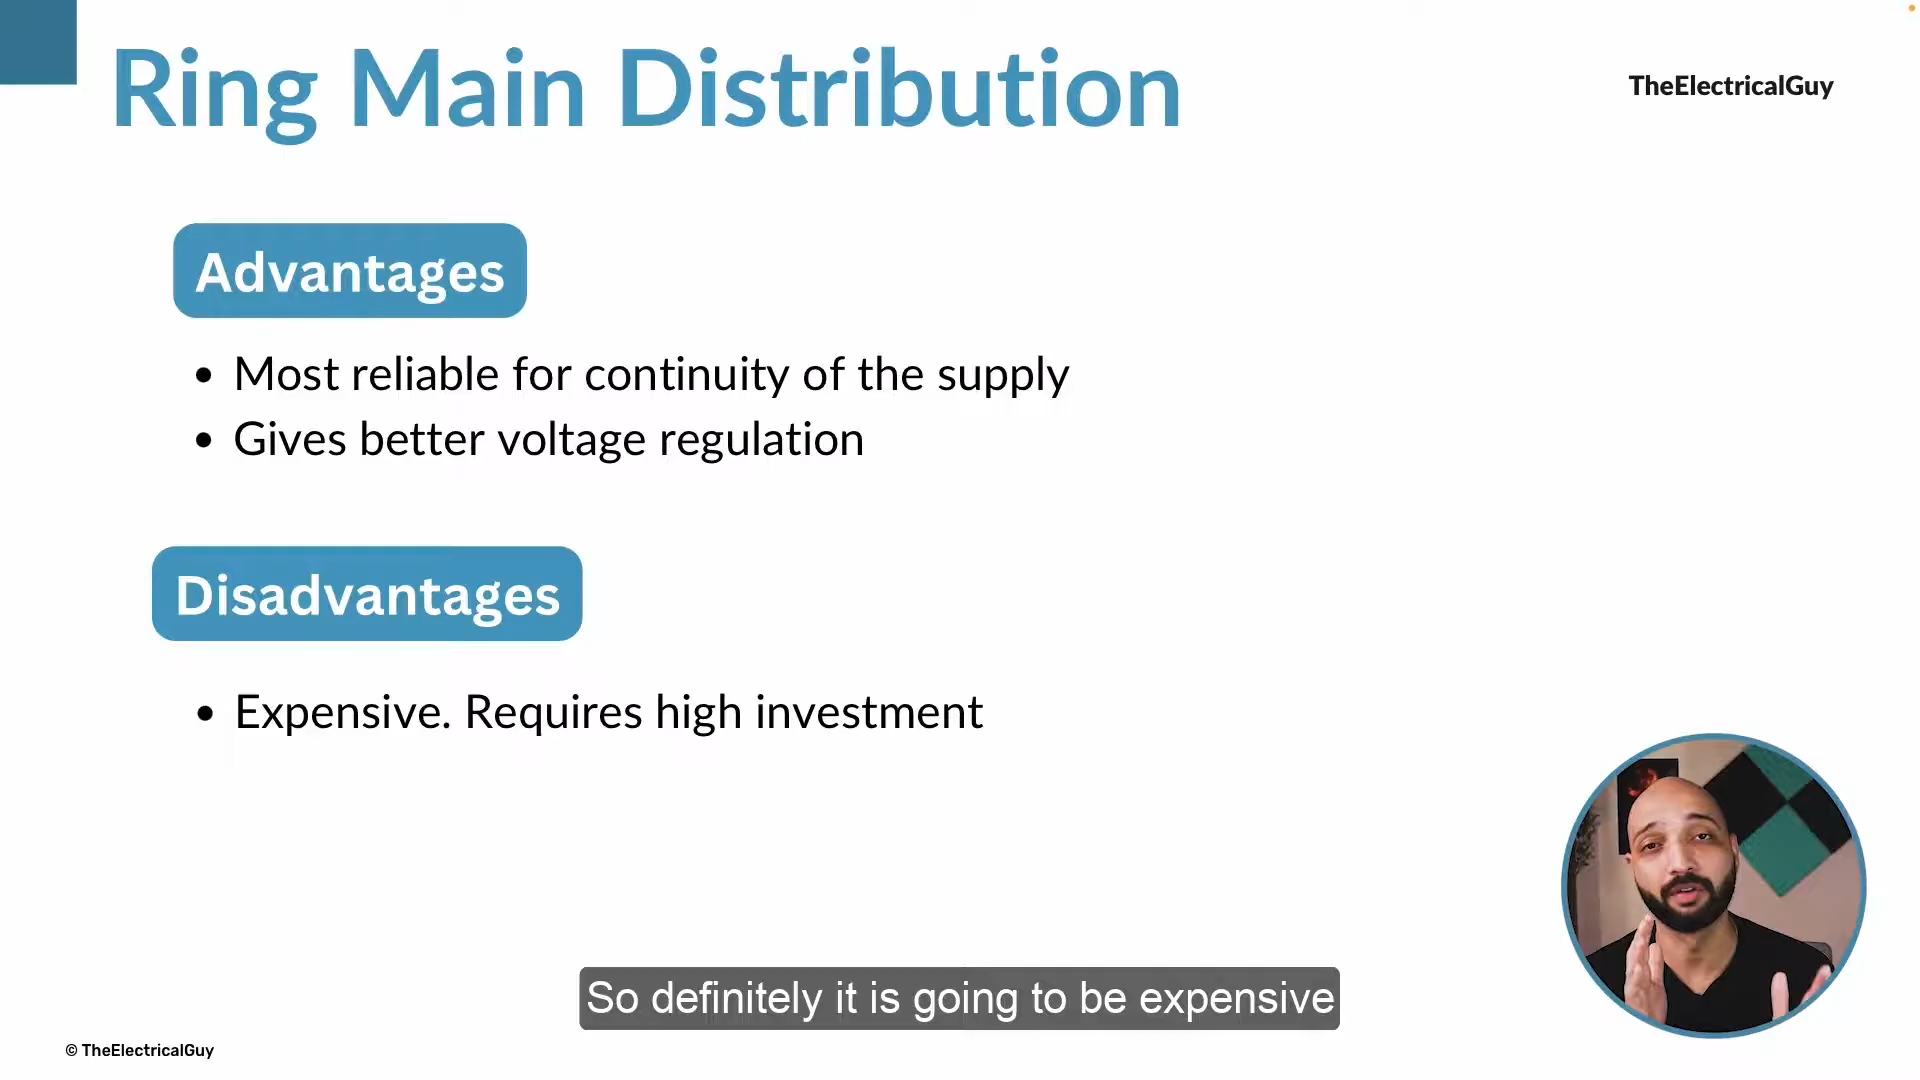 Ring Main Distribution
TheElectricalGuy
Advantages
• Most reliable for continuity of the supply
• Gives better voltage regulation
Disadvantages
• Expensive. Requires high investment
So definitely it is going to be expensive
© TheElectricalGuy